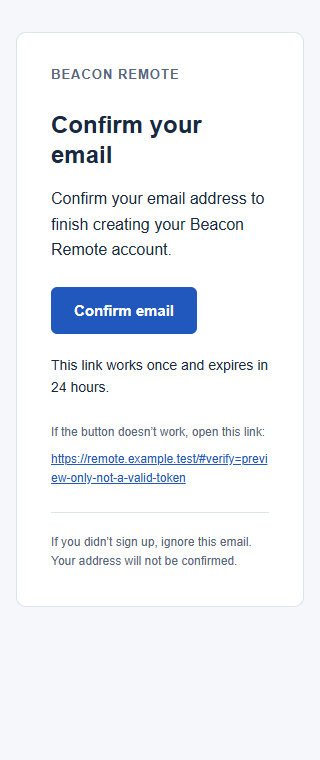 BEACON REMOTE
Confirm your
email
Confirm your email address to
finish creating your Beacon
Remote account.
Confirm email
This link works once and expires in
24 hours.
If the button doesn’t work, open this link:
https://remote.example.test/#verify=previ
ew-only-not-a-valid-token
If you didn’t sign up, ignore this email.
Your address will not be confirmed.